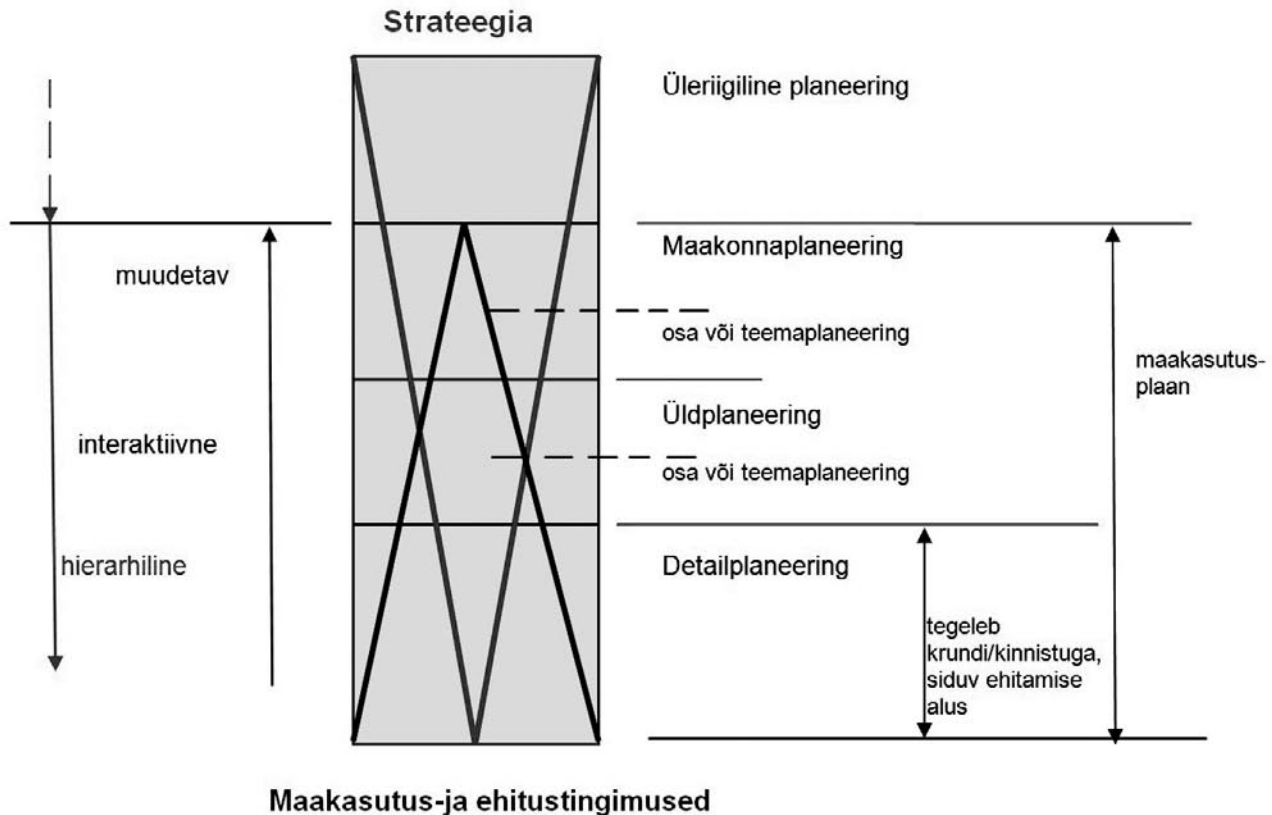 Strateegia
Üleriigiline planeering
Maakonnaplaneering
muudetav
osa või teemaplaneering
maakasutus-
plaan
Üldplaneering
interaktiivne
osa või teemaplaneering
hierarhiline
Detailplaneering
tegeleb
krundi/kinnistuga,
siduv ehitamise
alus
Maakasutus-ja ehitustingimused